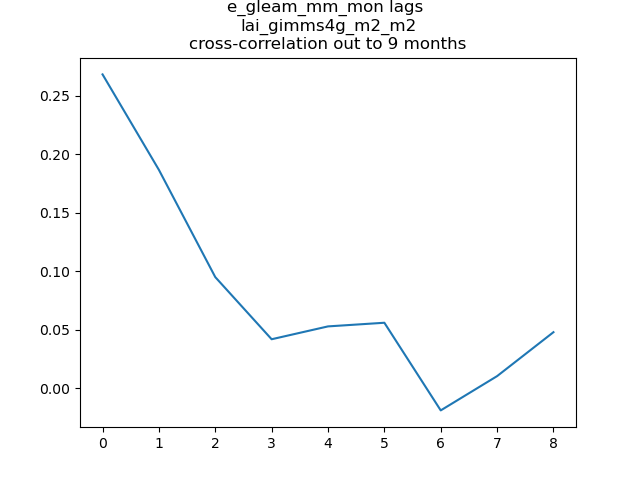 e_gleam_mm_mon lags
lai_gimms4g_m2_m2
cross-correlation out to 9 months
0.25
0.20
0.15
0.10
0.05
0.00
0 1 2 3 4 5 6 7 8